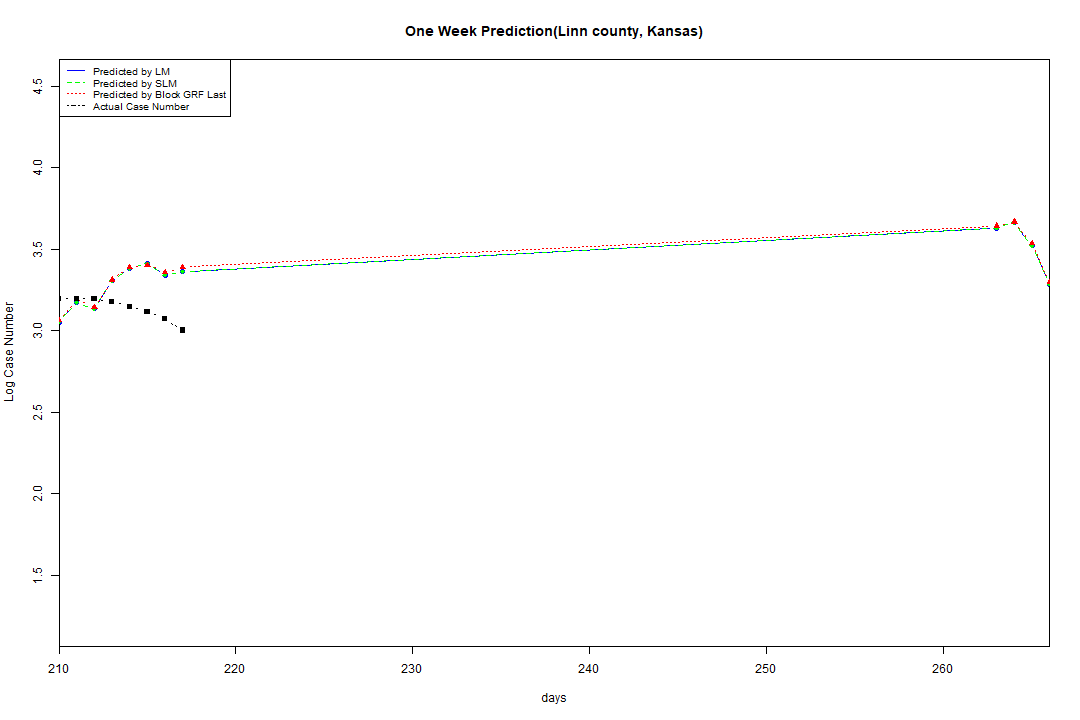 One Week Prediction(Linn county, Kansas)
Predicted by LM
Predicted by SLM
Predicted by Block GRF Last
Actual Case Number
4.5
4.0
3.5
3.0
2.5
2.0
1.5
Log Case Number
210 220 230 240 250 260
days